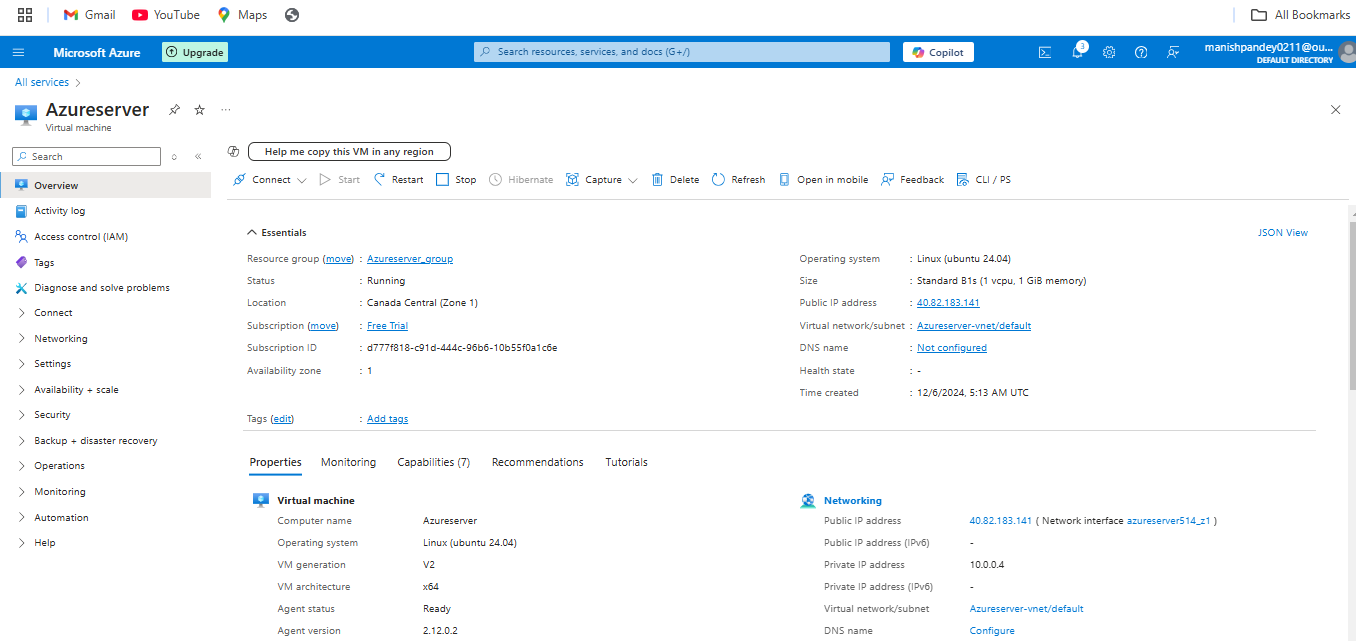 Gmail YouTube Maps All Bookmarks
Microsoft Azure Upgrade Search resources, services, and docs (G+/) Copilot 3 manishpandey0211@ou...
DEFAULT DIRECTORY
All services
Azureserver
Virtual machine
Search
Help me copy this VM in any region
Connect Start Restart Stop Hibernate Capture Delete Refresh Open in mobile Feedback CLI / PS
Overview
Activity log
Access control (IAM)
Tags
Diagnose and solve problems
Connect
Networking
Settings
Availability + scale
Security
Backup + disaster recovery
Operations
Monitoring
Automation
Help
Essentials JSON View
Resource group (move) : Azureserver_group
Status : Running
Location : Canada Central (Zone 1)
Subscription (move) : Free Trial
Subscription ID : d777f818-c91d-444c-96b6-10b55f0a1c6e
Availability zone : 1
Operating system : Linux (ubuntu 24.04)
Size : Standard B1s (1 vcpu, 1 GiB memory)
Public IP address : 40.82.183.141
Virtual network/subnet : Azureserver-vnet/default
DNS name : Not configured
Health state : -
Time created : 12/6/2024, 5:13 AM UTC
Tags (edit) : Add tags
Properties Monitoring Capabilities (7) Recommendations Tutorials
Virtual machine
Computer name Azureserver
Operating system Linux (ubuntu 24.04)
VM generation V2
VM architecture x64
Agent status Ready
Agent version 2.12.0.2
Networking
Public IP address 40.82.183.141 ( Network interface azureserver514_z1 )
Public IP address (IPv6) -
Private IP address 10.0.0.4
Private IP address (IPv6) -
Virtual network/subnet Azureserver-vnet/default
DNS name Configure